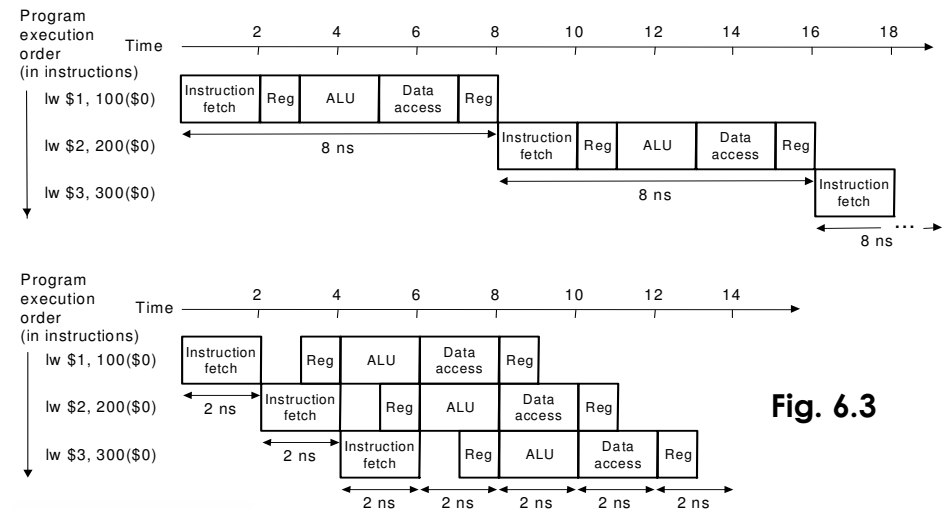 Program
execution
order
(in instructions)
Time
2 4 6 8 10 12 14 16 18
lw $1, 100($0)
Instruction
fetch
Reg
ALU
Data
access
Reg
8 ns
lw $2, 200($0)
Instruction
fetch
Reg
ALU
Data
access
Reg
8 ns
lw $3, 300($0)
Instruction
fetch
...
8 ns
Program
execution
order
(in instructions)
Time
2 4 6 8 10 12 14
lw $1, 100($0)
Instruction
fetch
Reg
ALU
Data
access
Reg
2 ns
lw $2, 200($0)
Instruction
fetch
Reg
ALU
Data
access
Reg
2 ns
lw $3, 300($0)
Instruction
fetch
Reg
ALU
Data
access
Reg
2 ns 2 ns 2 ns 2 ns 2 ns
Fig. 6.3